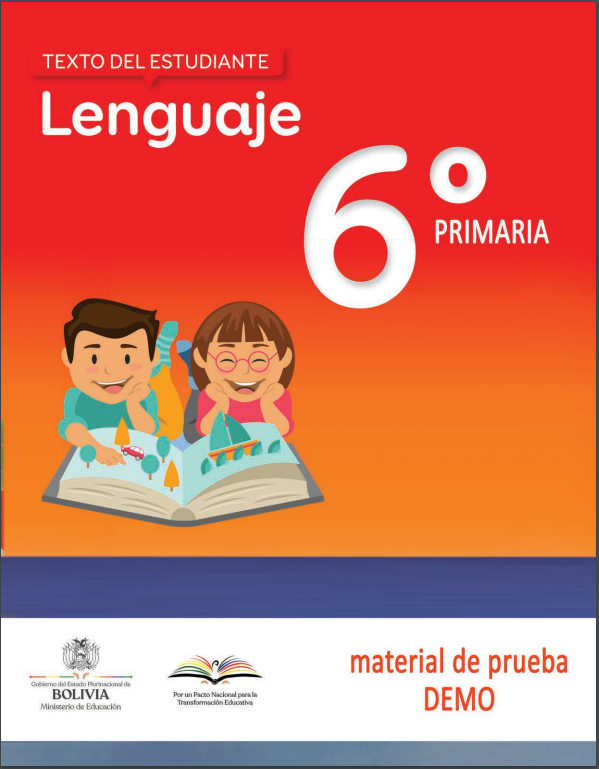 TEXTO DEL ESTUDIANTE
Lenguaje
6º
PRIMARIA
Gobierno del Estado Plurinacional de
BOLIVIA
Ministerio de Educación
Por un Pacto Nacional para la
Transformación Educativa
material de prueba
DEMO